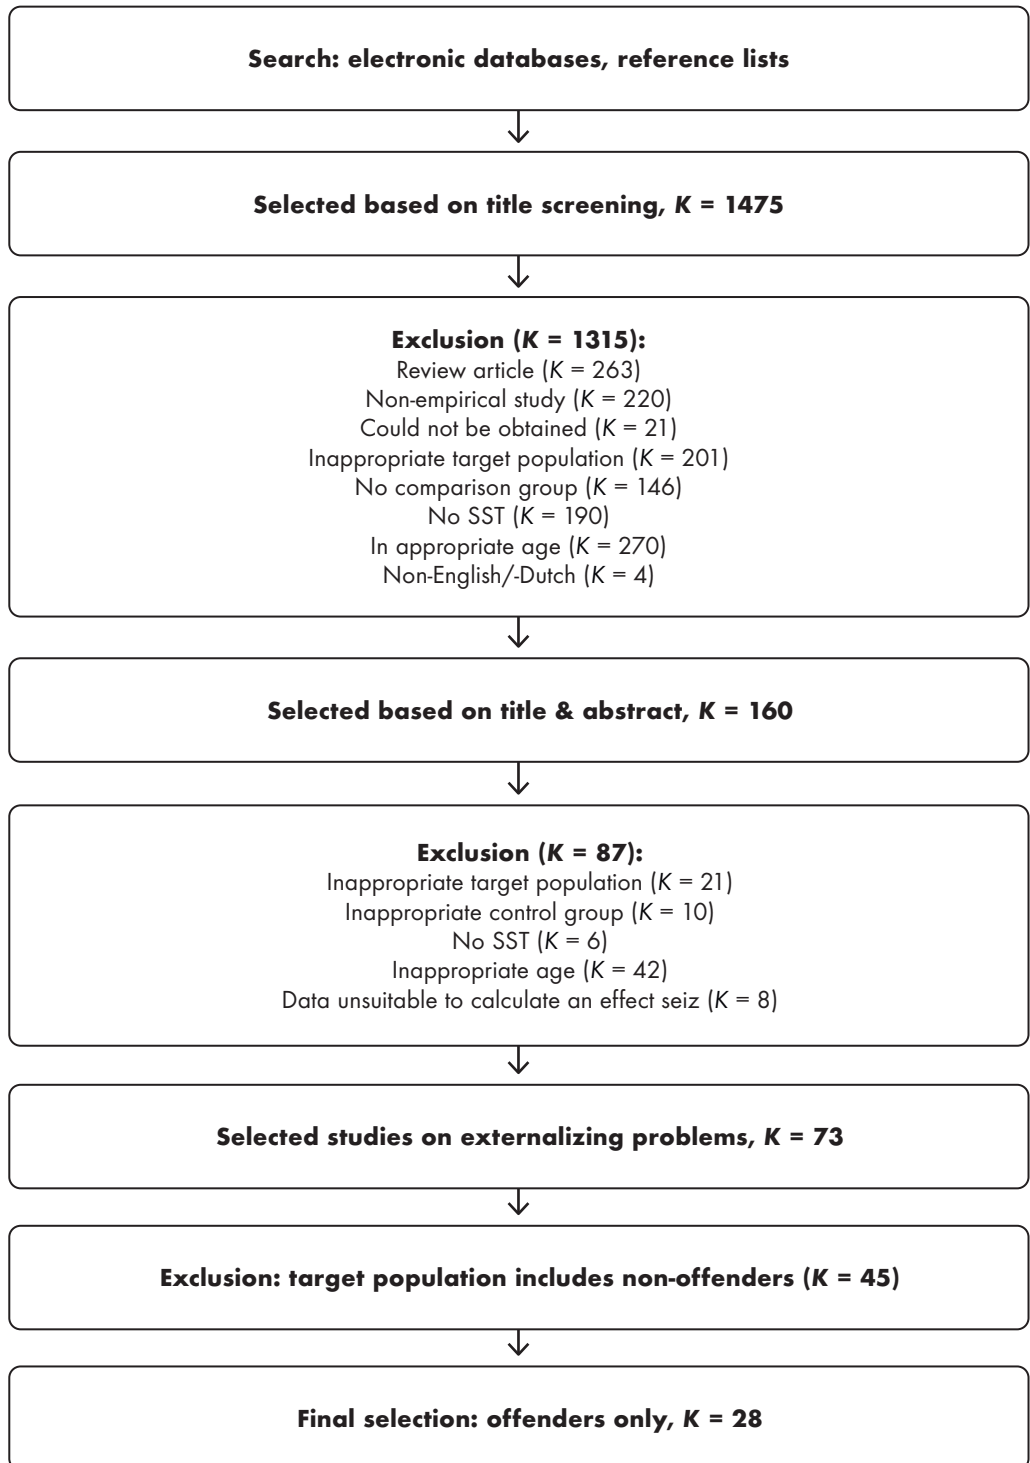 Search: electronic databases, reference lists
Selected based on title screening, K = 1475
Exclusion (K = 1315):
Review article (K = 263)
Non-empirical study (K = 220)
Could not be obtained (K = 21)
Inappropriate target population (K = 201)
No comparison group (K = 146)
No SST (K = 190)
In appropriate age (K = 270)
Non-English/-Dutch (K = 4)
Selected based on title & abstract, K = 160
Exclusion (K = 87):
Inappropriate target population (K = 21)
Inappropriate control group (K = 10)
No SST (K = 6)
Inappropriate age (K = 42)
Data unsuitable to calculate an effect seiz (K = 8)
Selected studies on externalizing problems, K = 73
Exclusion: target population includes non-offenders (K = 45)
Final selection: offenders only, K = 28